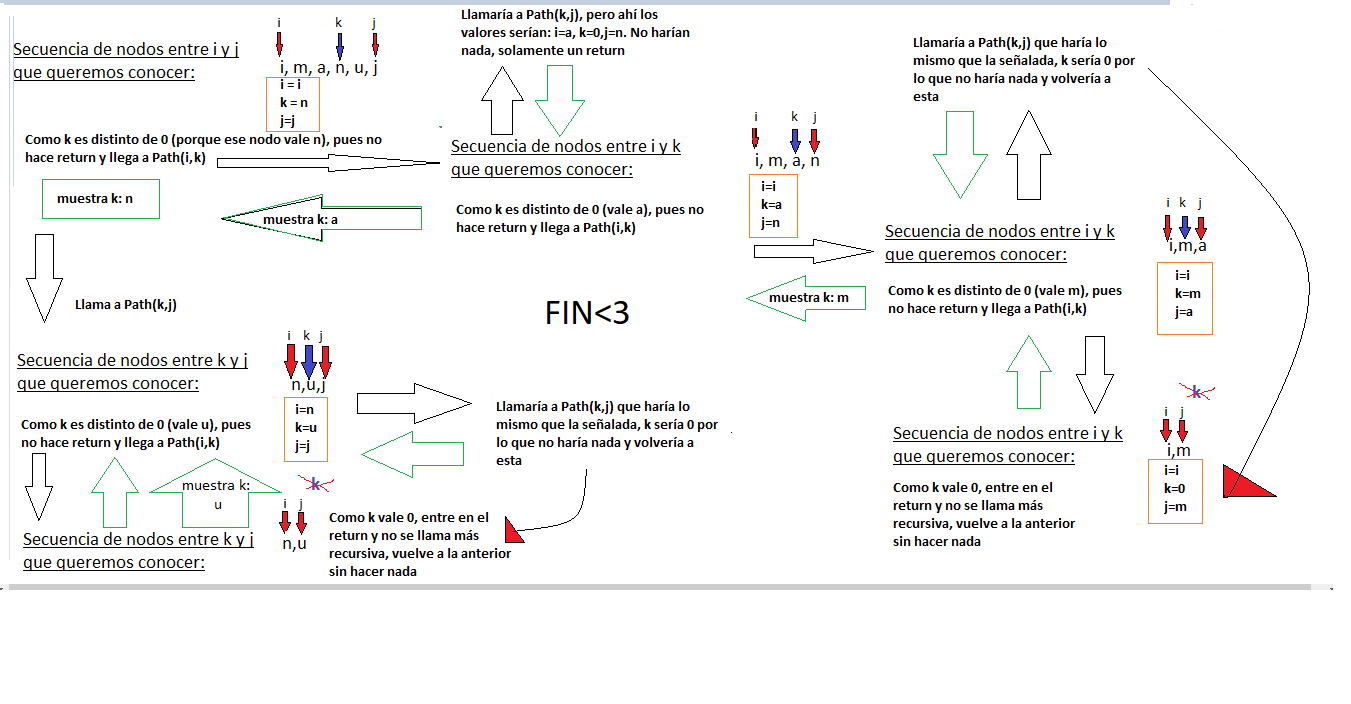 i k j
Secuencia de nodos entre i y j
que queremos conocer:
i, m, a, n, u, j
i = i
k = n
j=j
Como k es distinto de 0 (porque ese nodo vale n), pues no
hace return y llega a Path(i,k)
muestra k: n
muestra k: a
Llama a Path(k,j)
Llamaría a Path(k,j), pero ahí los
valores serían: i=a, k=0,j=n. No harían
nada, solamente un return
Secuencia de nodos entre i y k
que queremos conocer:
Como k es distinto de 0 (vale a), pues no
hace return y llega a Path(i,k)
i k j
i, m, a, n
i=i
k=a
j=n
Llamaría a Path(k,j) que haría lo
mismo que la señalada, k sería 0 por
lo que no haría nada y volvería a
esta
Secuencia de nodos entre i y k
que queremos conocer:
i k j
i,m,a
i=i
k=m
j=a
muestra k: m
Como k es distinto de 0 (vale m), pues
no hace return y llega a Path(i,k)
k
i j
i,m
i=i
k=0
j=m
Secuencia de nodos entre i y k
que queremos conocer:
Como k vale 0, entre en el
return y no se llama más
recursiva, vuelve a la anterior
sin hacer nada
FIN<3
Secuencia de nodos entre k y j
que queremos conocer:
i k j
n,u,j
i=n
k=u
j=j
Como k es distinto de 0 (vale u), pues
no hace return y llega a Path(i,k)
muestra k:
u
Llamaría a Path(k,j) que haría lo
mismo que la señalada, k sería 0 por
lo que no haría nada y volvería a
esta
k
i j
n,u
Secuencia de nodos entre k y j
que queremos conocer:
Como k vale 0, entre en el
return y no se llama más
recursiva, vuelve a la anterior
sin hacer nada